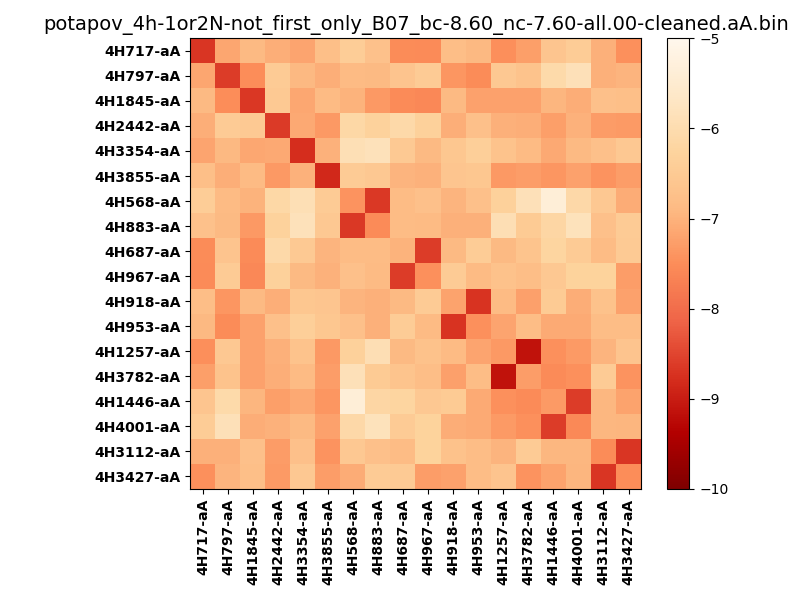 potapov_4h-1or2N-not_first_only_B07_bc-8.60_nc-7.60-all.00-cleaned.aA.bin
4H717-aA
4H797-aA
4H1845-aA
4H2442-aA
4H3354-aA
4H3855-aA
4H568-aA
4H883-aA
4H687-aA
4H967-aA
4H918-aA
4H953-aA
4H1257-aA
4H3782-aA
4H1446-aA
4H4001-aA
4H3112-aA
4H3427-aA
4H717-aA
4H797-aA
4H1845-aA
4H2442-aA
4H3354-aA
4H3855-aA
4H568-aA
4H883-aA
4H687-aA
4H967-aA
4H918-aA
4H953-aA
4H1257-aA
4H3782-aA
4H1446-aA
4H4001-aA
4H3112-aA
4H3427-aA
−5
−6
−7
−8
−9
−10